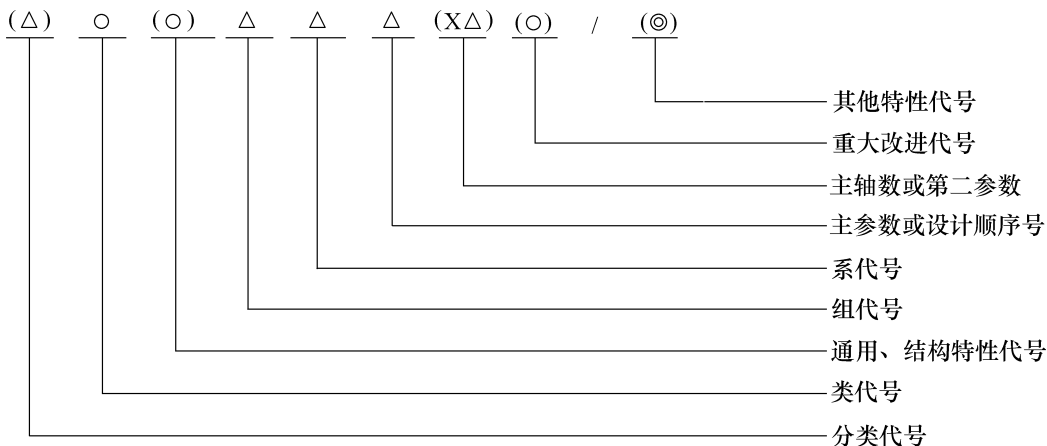 (△) ○ (○) △ △ △ (X△) (○) / (◎)
其他特性代号
重大改进代号
主轴数或第二参数
主参数或设计顺序号
系代号
组代号
通用、结构特性代号
类代号
分类代号